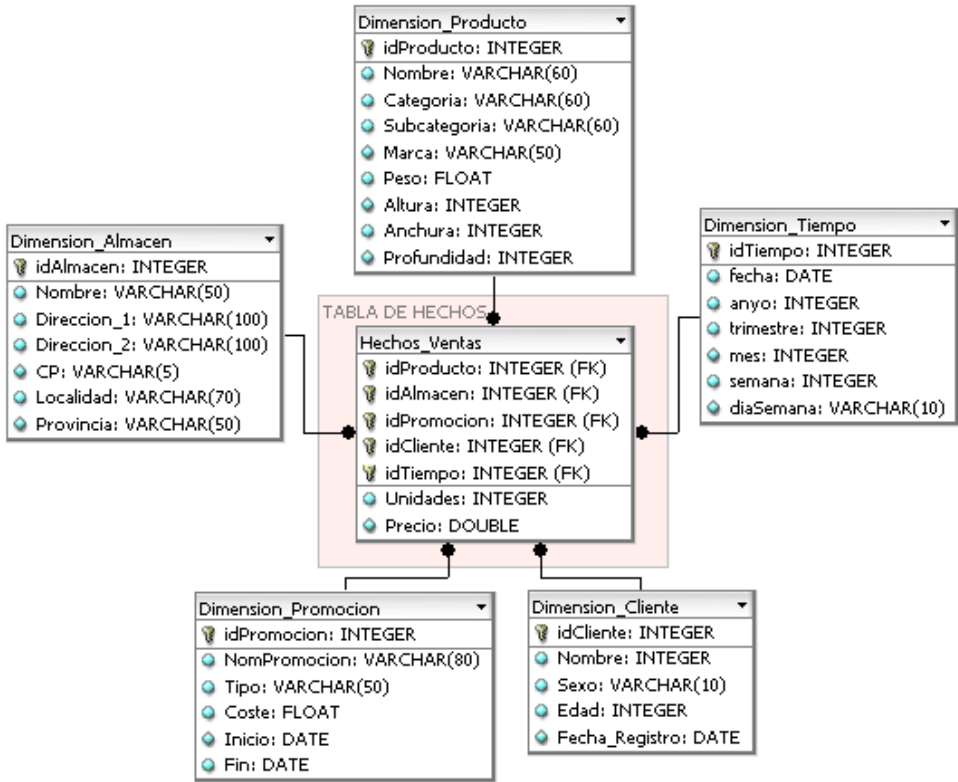 Dimension_Producto
idProducto: INTEGER
Nombre: VARCHAR(60)
Categoria: VARCHAR(60)
Subcategoria: VARCHAR(60)
Marca: VARCHAR(50)
Peso: FLOAT
Altura: INTEGER
Anchura: INTEGER
Profundidad: INTEGER
Dimension_Almacen
idAlmacen: INTEGER
Nombre: VARCHAR(50)
Direccion_1: VARCHAR(100)
Direccion_2: VARCHAR(100)
CP: VARCHAR(5)
Localidad: VARCHAR(70)
Provincia: VARCHAR(50)
Dimension_Tiempo
idTiempo: INTEGER
fecha: DATE
anyo: INTEGER
trimestre: INTEGER
mes: INTEGER
semana: INTEGER
diaSemana: VARCHAR(10)
TABLA DE HECHOS
Hechos_Ventas
idProducto: INTEGER (FK)
idAlmacen: INTEGER (FK)
idPromocion: INTEGER (FK)
idCliente: INTEGER (FK)
idTiempo: INTEGER (FK)
Unidades: INTEGER
Precio: DOUBLE
Dimension_Promocion
idPromocion: INTEGER
NomPromocion: VARCHAR(80)
Tipo: VARCHAR(50)
Coste: FLOAT
Inicio: DATE
Fin: DATE
Dimension_Cliente
idCliente: INTEGER
Nombre: INTEGER
Sexo: VARCHAR(10)
Edad: INTEGER
Fecha_Registro: DATE